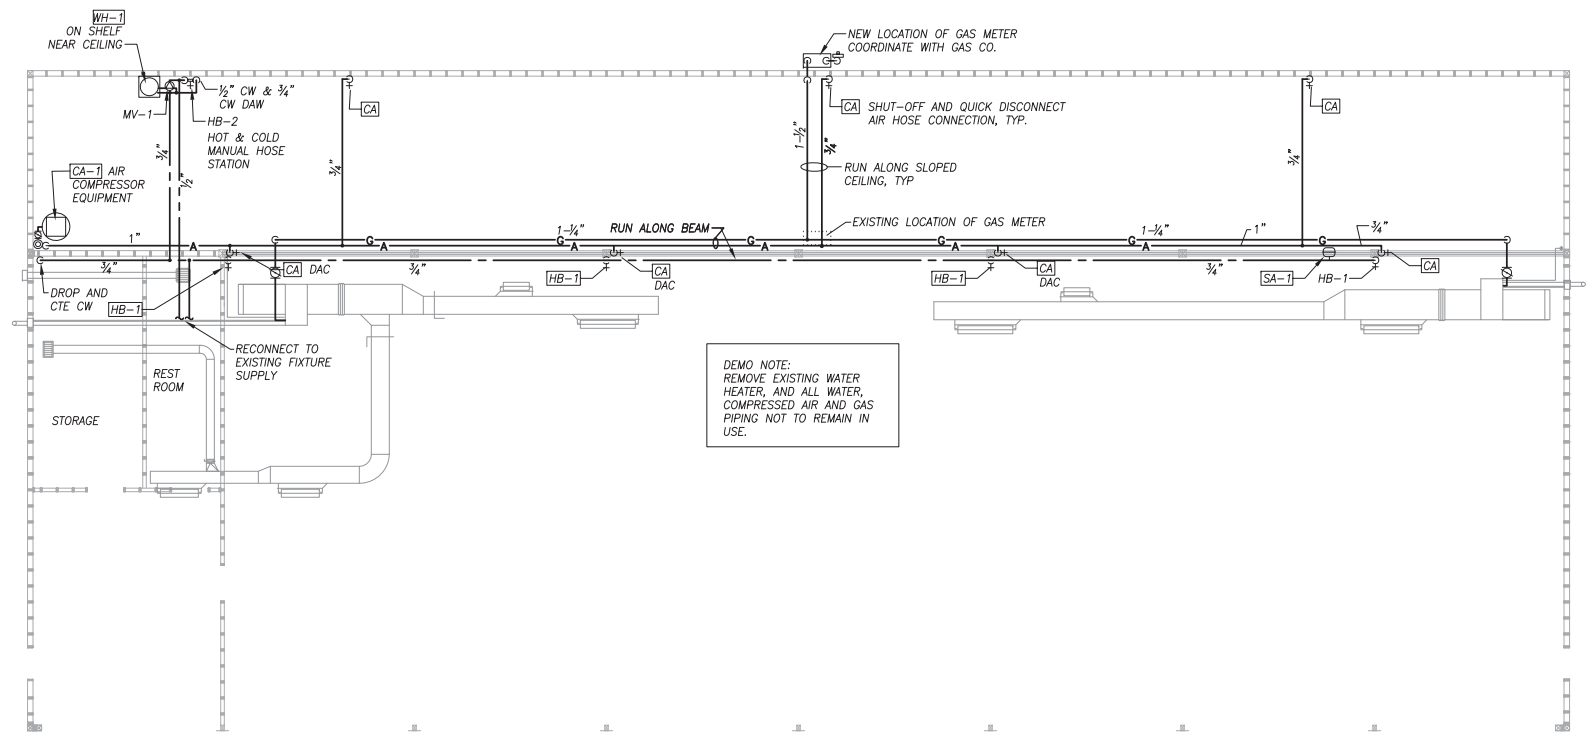 WH-1
ON SHELF
NEAR CEILING
NEW LOCATION OF GAS METER
COORDINATE WITH GAS CO.
½" CW & ¾"
CW DAW
MV-1
HB-2
HOT & COLD
MANUAL HOSE
STATION
CA
CA SHUT-OFF AND QUICK DISCONNECT
AIR HOSE CONNECTION, TYP.
CA
¾"
½"
¾"
1-½"
¾"
¾"
CA-1 AIR
COMPRESSOR
EQUIPMENT
RUN ALONG SLOPED
CEILING, TYP
EXISTING LOCATION OF GAS METER
RUN ALONG BEAM
1"
1-¼"
1-¼"
1"
¾"
G G G G G G
A A A A A
¾"
CA DAC
¾"
HB-1
CA
DAC
HB-1
CA
DAC
¾"
SA-1
HB-1
CA
DROP AND
CTE CW
HB-1
RECONNECT TO
EXISTING FIXTURE
SUPPLY
REST
ROOM
STORAGE
DEMO NOTE:
REMOVE EXISTING WATER
HEATER, AND ALL WATER,
COMPRESSED AIR AND GAS
PIPING NOT TO REMAIN IN
USE.